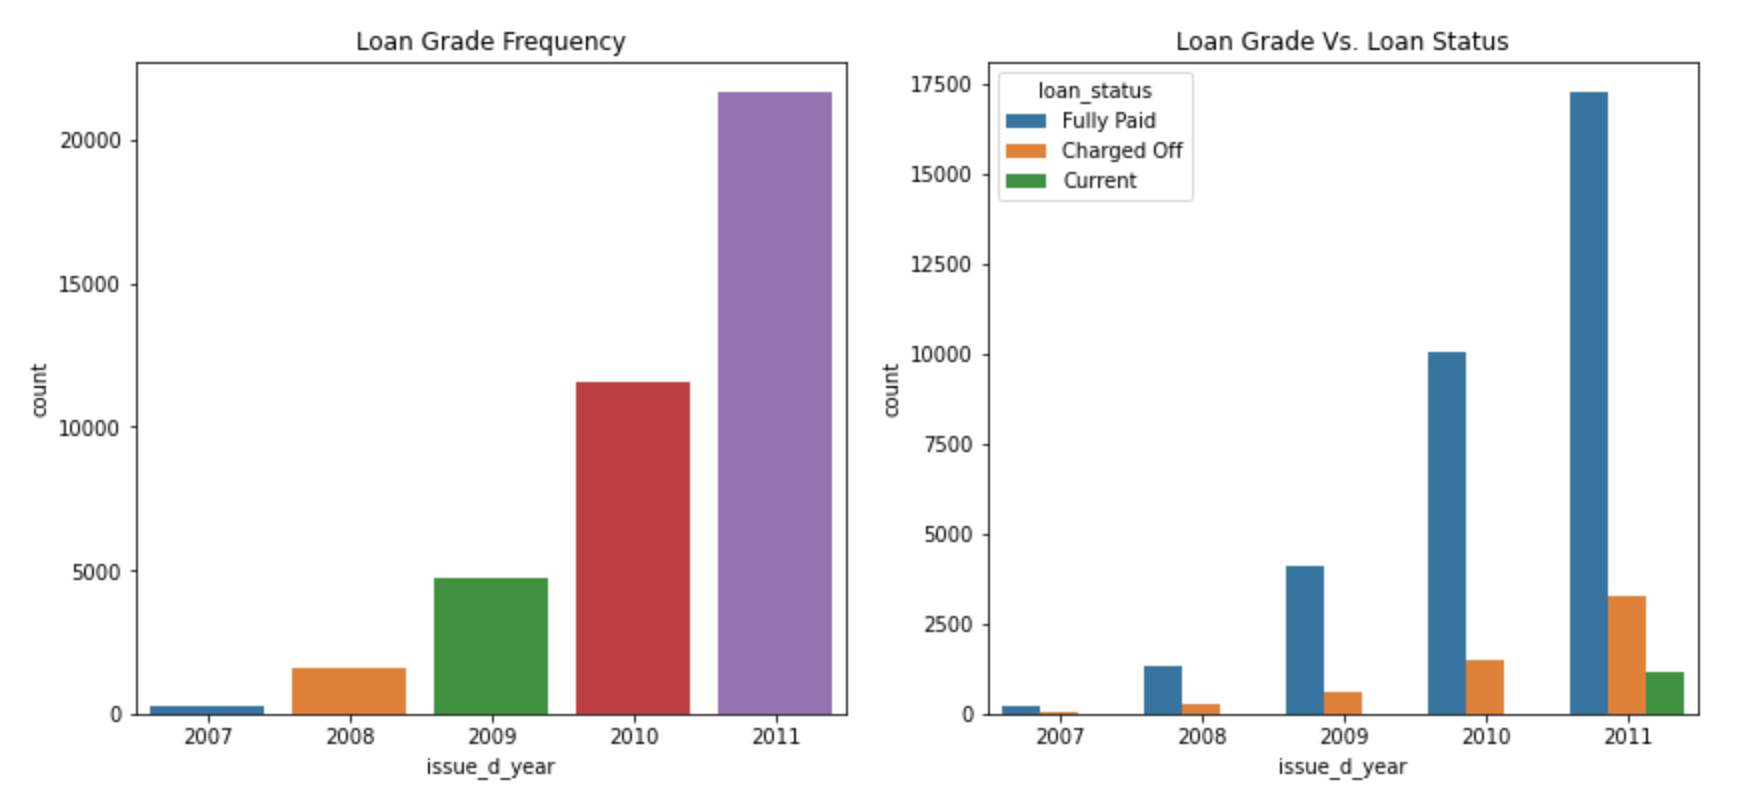 Loan Grade Frequency
20000
15000
10000
5000
0
count
2007 2008 2009 2010 2011
issue_d_year
Loan Grade Vs. Loan Status
loan_status
Fully Paid
Charged Off
Current
17500
15000
12500
10000
7500
5000
2500
0
count
2007 2008 2009 2010 2011
issue_d_year